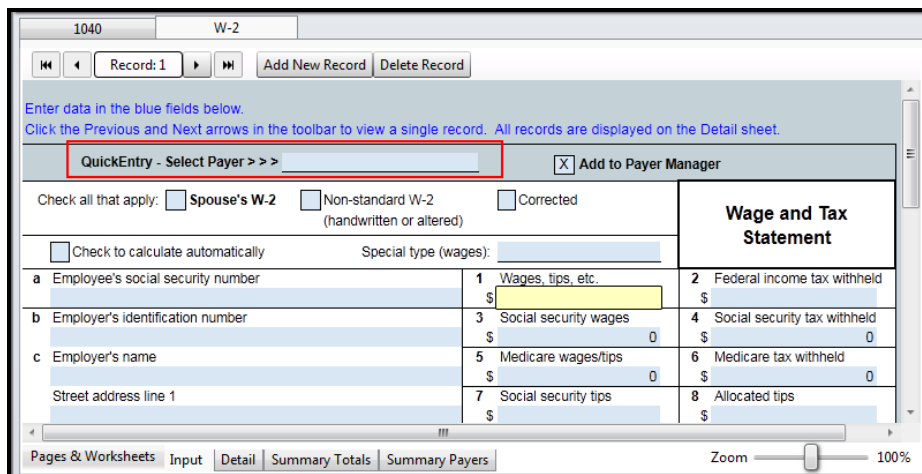 1040 W-2
Record: 1 Add New Record Delete Record
Enter data in the blue fields below.
Click the Previous and Next arrows in the toolbar to view a single record. All records are displayed on the Detail sheet.
QuickEntry - Select Payer > > > X Add to Payer Manager
Check all that apply: Spouse's W-2 Non-standard W-2 Corrected
(handwritten or altered)
Wage and Tax
Statement
Check to calculate automatically Special type (wages):
a Employee's social security number 1 Wages, tips, etc. 2 Federal income tax withheld
$ $
b Employer's identification number 3 Social security wages 4 Social security tax withheld
$ 0 $ 0
c Employer's name 5 Medicare wages/tips 6 Medicare tax withheld
$ 0 $ 0
Street address line 1 7 Social security tips 8 Allocated tips
$ $
Pages & Worksheets Input Detail Summary Totals Summary Payers Zoom 100%